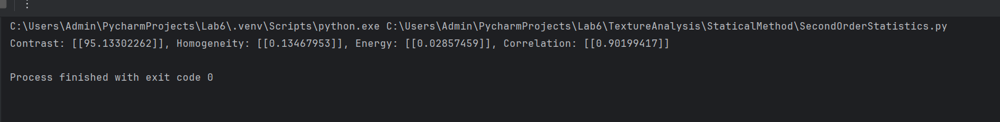 C:\Users\Admin\PycharmProjects\Lab6\.venv\Scripts\python.exe C:\Users\Admin\PycharmProjects\Lab6\TextureAnalysis\StaticalMethod\SecondOrderStatistics.py
Contrast: [[95.13302262]], Homogeneity: [[0.13467953]], Energy: [[0.02857459]], Correlation: [[0.90199417]]
Process finished with exit code 0